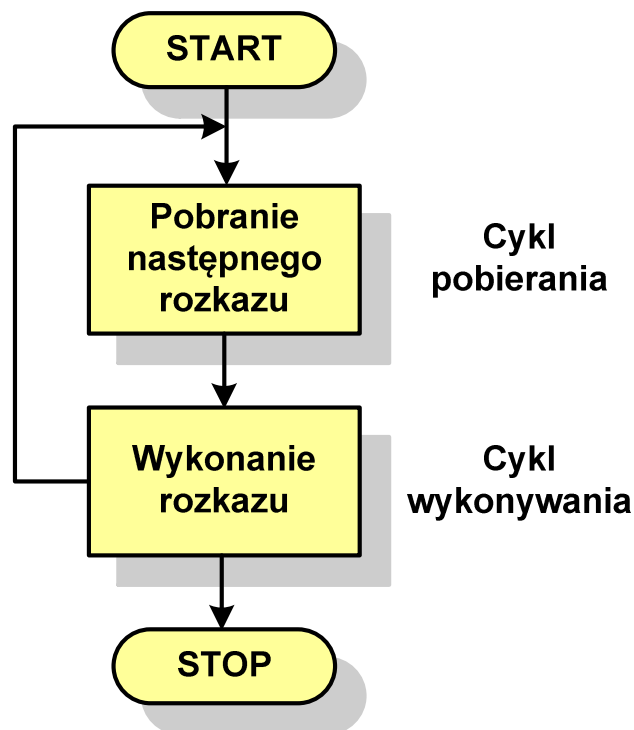 START
Pobranie
następnego
rozkazu
Cykl
pobierania
Wykonanie
rozkazu
Cykl
wykonywania
STOP